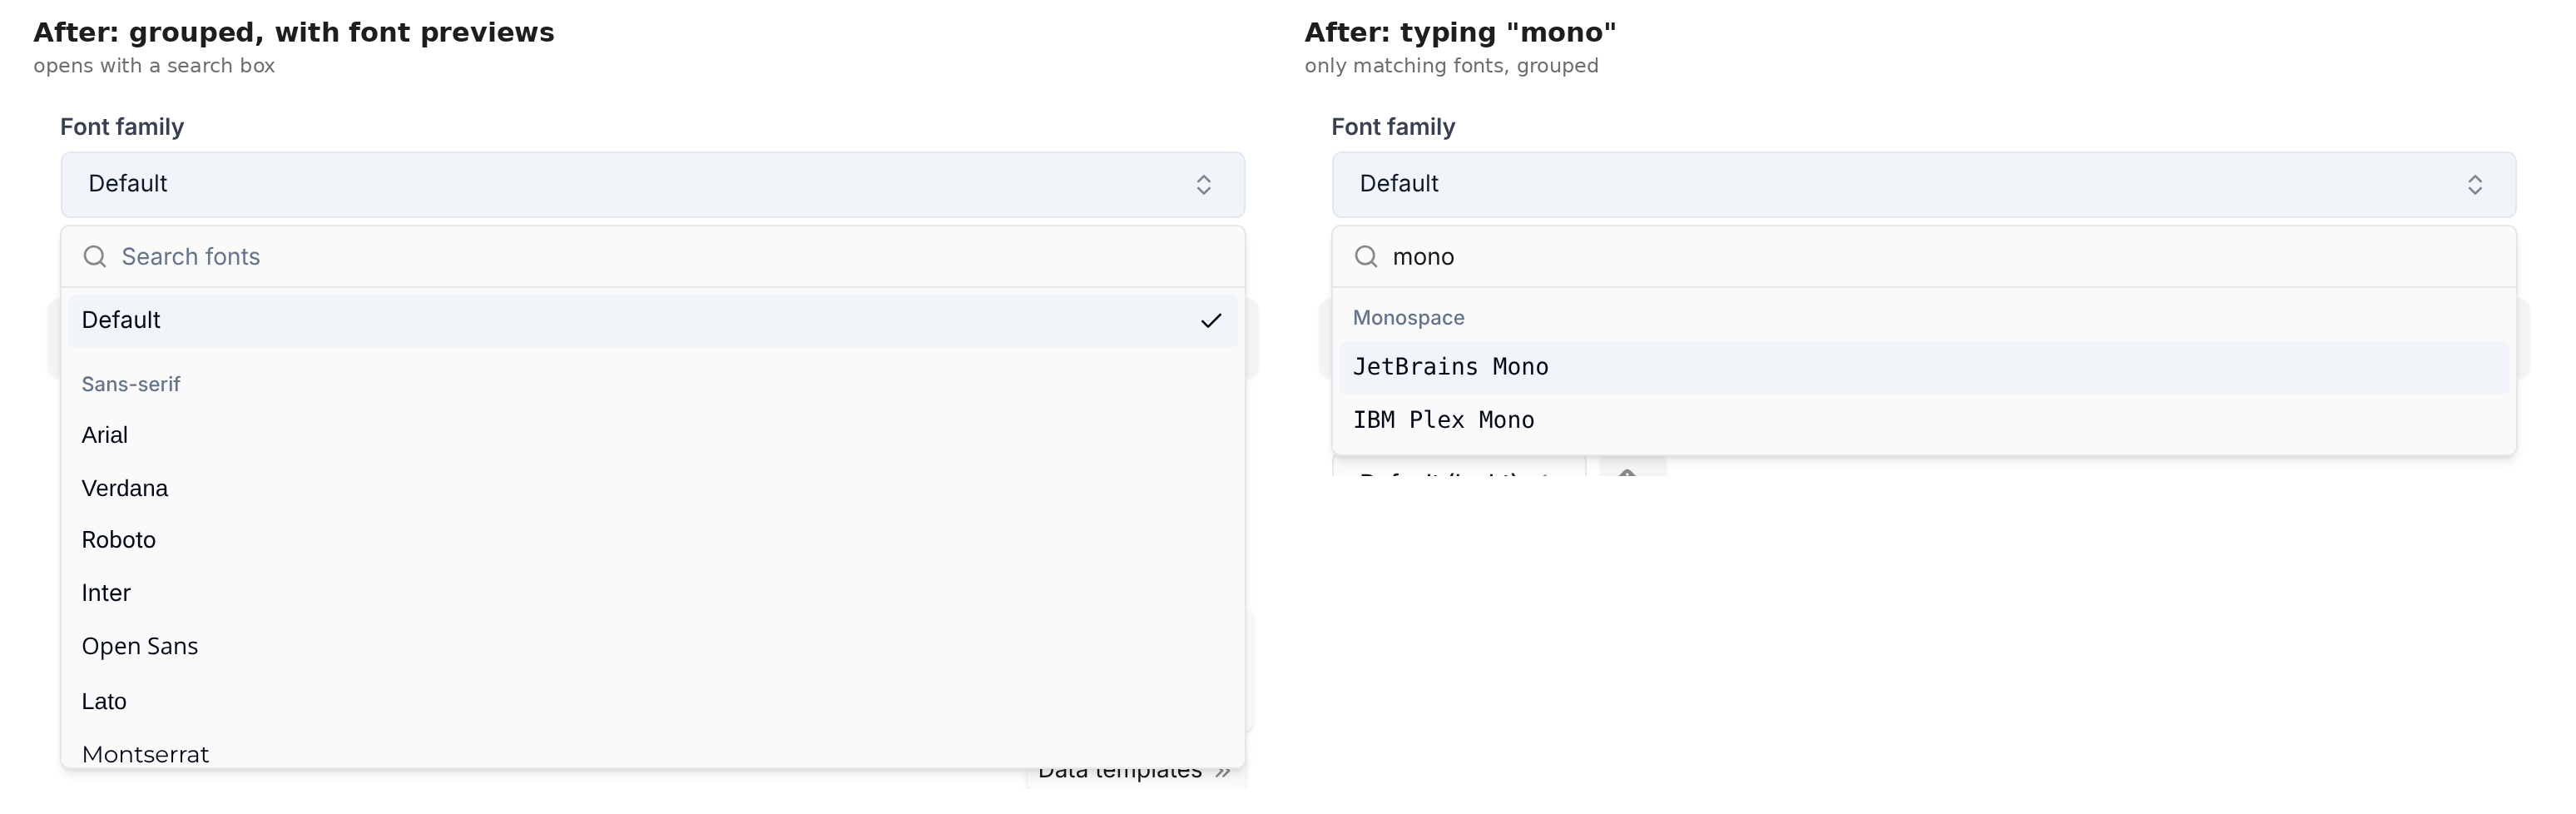 After: grouped, with font previews
opens with a search box
Font family
Default
Search fonts
Default
Sans-serif
Arial
Verdana
Roboto
Inter
Open Sans
Lato
Montserrat
Data templates »
After: typing "mono"
only matching fonts, grouped
Font family
Default
mono
Monospace
JetBrains Mono
IBM Plex Mono